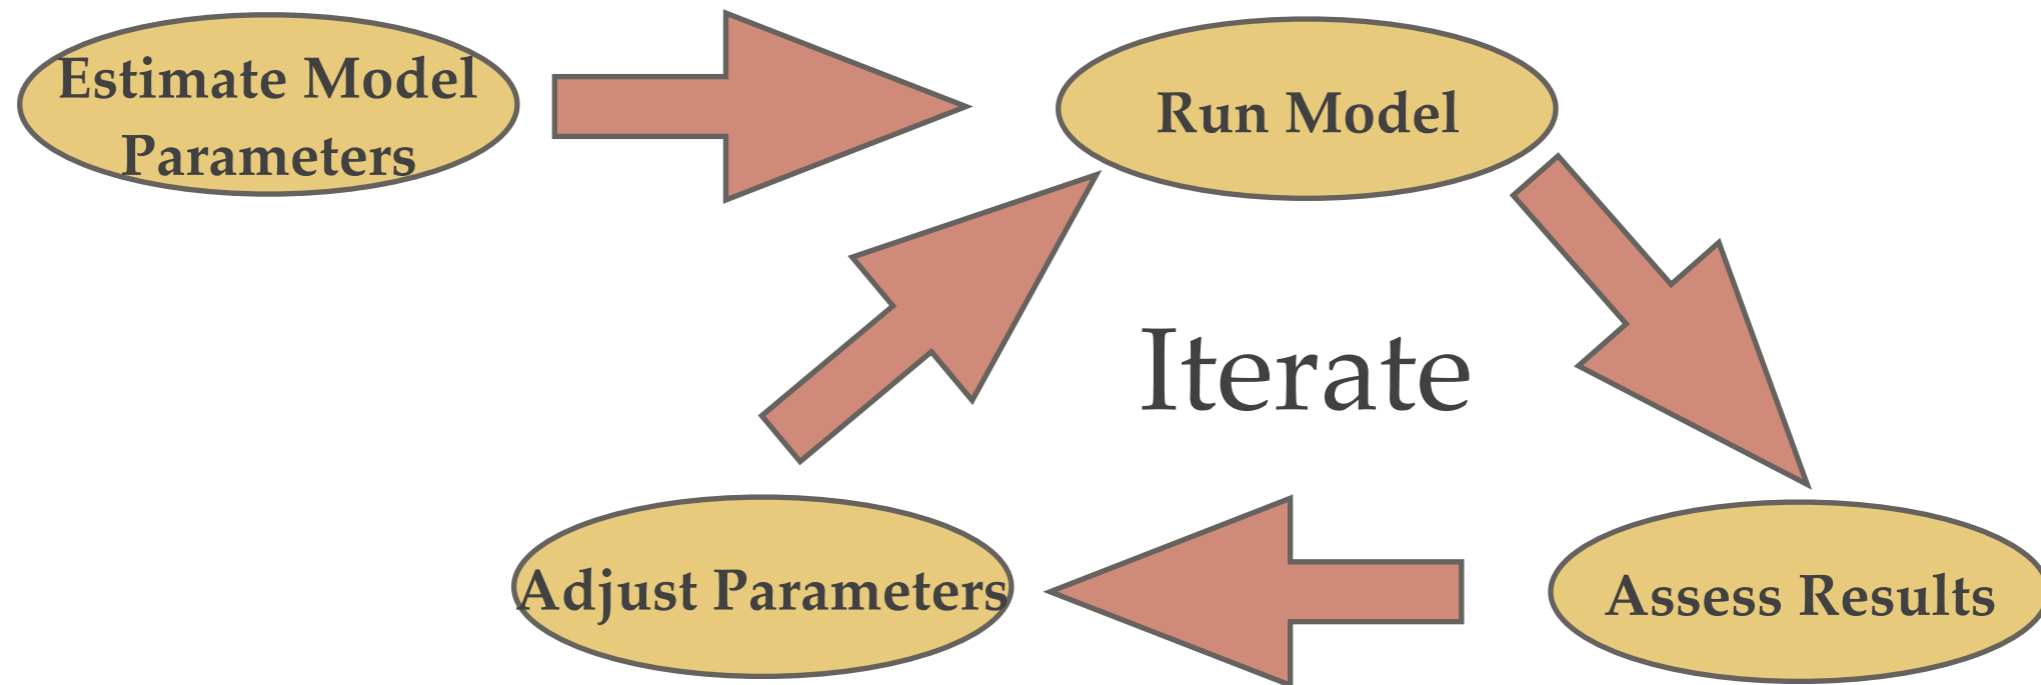 Estimate Model
Parameters
Run Model
Iterate
Adjust Parameters
Assess Results